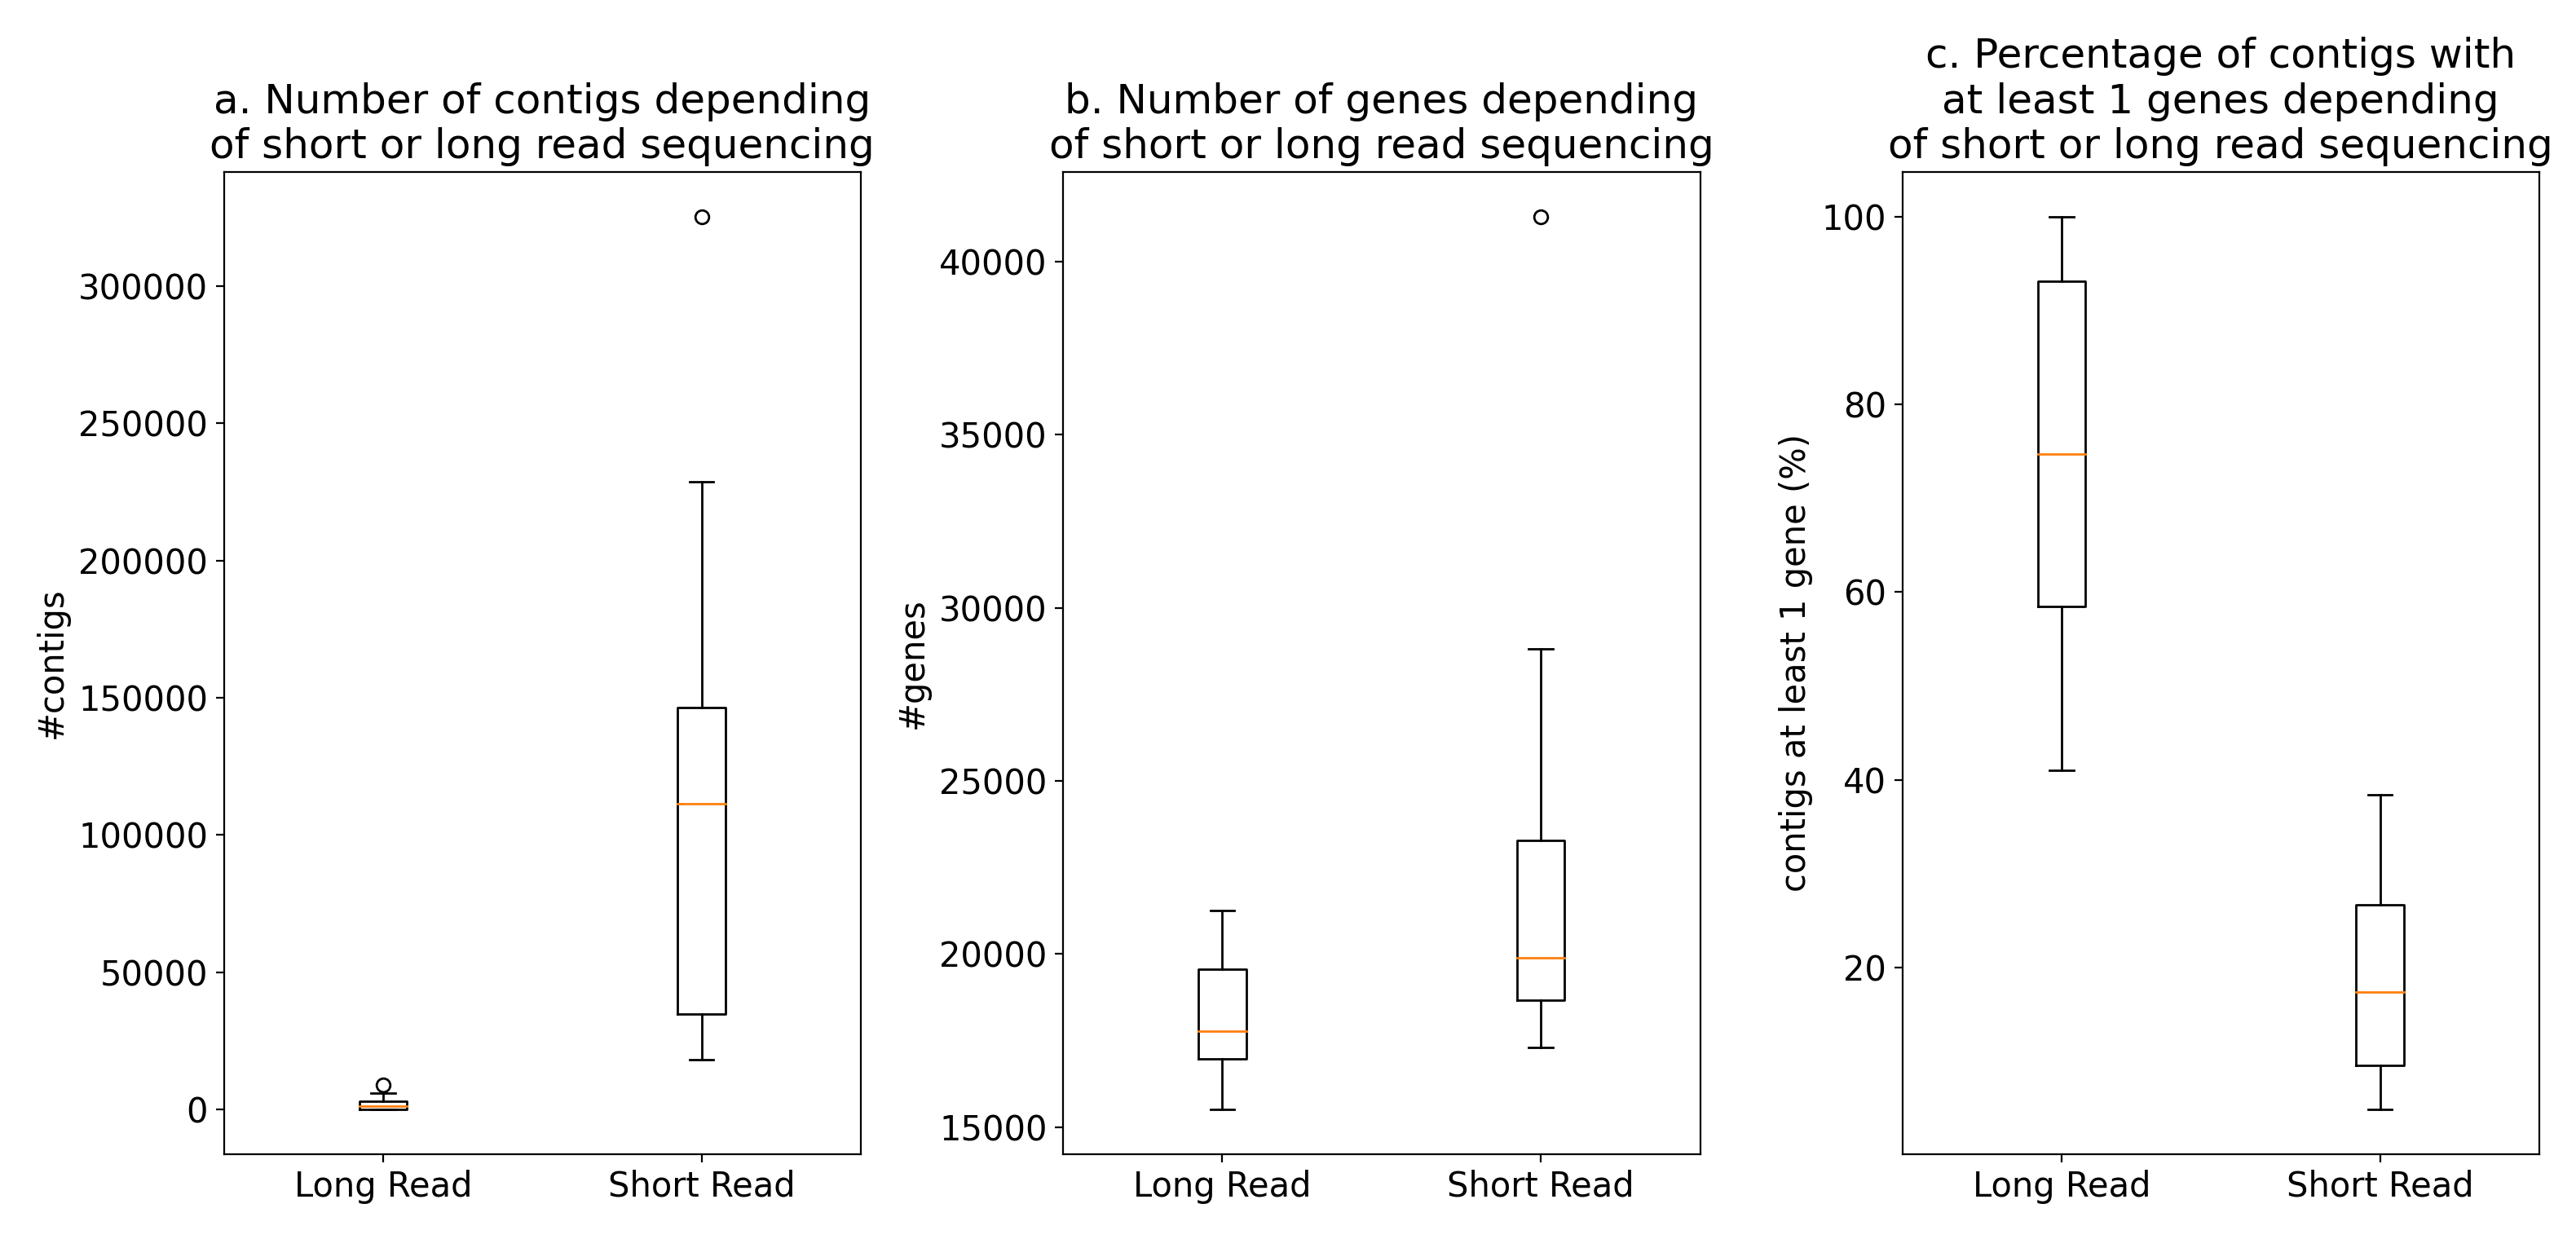 a. Number of contigs depending
of short or long read sequencing
#contigs
300000
250000
200000
150000
100000
50000
0
Long Read
Short Read
b. Number of genes depending
of short or long read sequencing
#genes
40000
35000
30000
25000
20000
15000
Long Read
Short Read
c. Percentage of contigs with
at least 1 genes depending
of short or long read sequencing
contigs at least 1 gene (%)
100
80
60
40
20
Long Read
Short Read